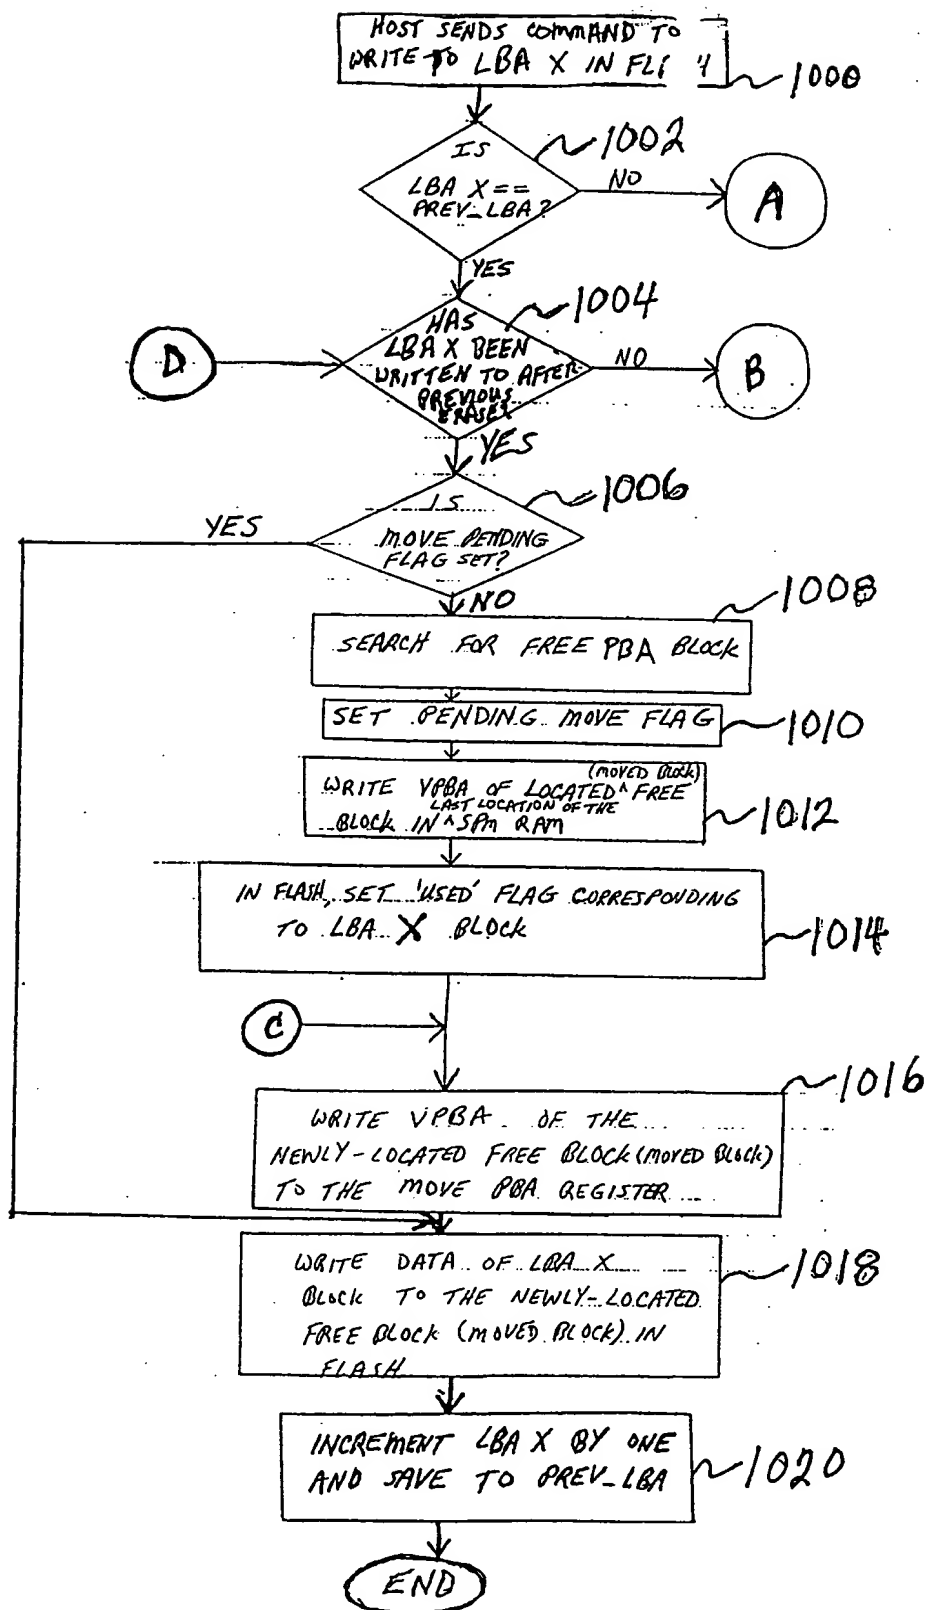 HOST SENDS COMMAND TO
WRITE TO LBA X IN
1000
IS
LBA X ==
PREV_LBA?
1002
NO
A
YES
D
HAS
LBA X BEEN
WRITTEN TO AFTER
PREVIOUS
ERASE?
1004
NO
B
YES
IS
MOVE PENDING
FLAG SET?
1006
YES
NO
SEARCH FOR FREE PBA BLOCK
1008
SET PENDING MOVE FLAG
1010
(MOVED BLOCK)
WRITE VPBA OF LOCATED ^ FREE
LAST LOCATION OF THE
BLOCK IN ^ SPM RAM
1012
IN FLASH, SET 'USED' FLAG CORRESPONDING
TO LBA X BLOCK
1014
C
WRITE VPBA OF THE
NEWLY-LOCATED FREE BLOCK (MOVED BLOCK)
TO THE MOVE PBA REGISTER
1016
WRITE DATA OF LBA X
BLOCK TO THE NEWLY-LOCATED
FREE BLOCK (MOVED BLOCK) IN
FLASH
1018
INCREMENT LBA X BY ONE
AND SAVE TO PREV_LBA
1020
END